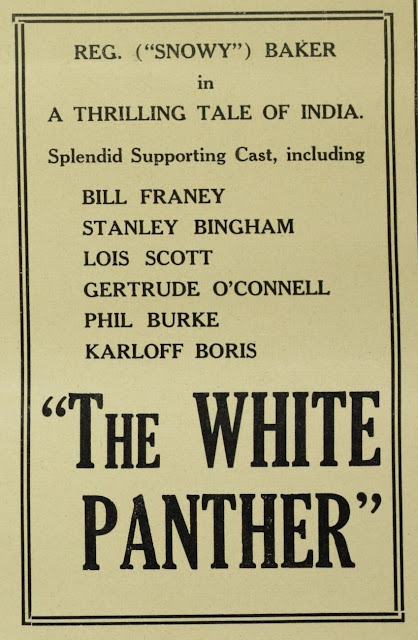 REG. ("SNOWY") BAKER
in
A THRILLING TALE OF INDIA.
Splendid Supporting Cast, including
BILL FRANEY
STANLEY BINGHAM
LOIS SCOTT
GERTRUDE O'CONNELL
PHIL BURKE
KARLOFF BORIS
"THE WHITE
PANTHER"